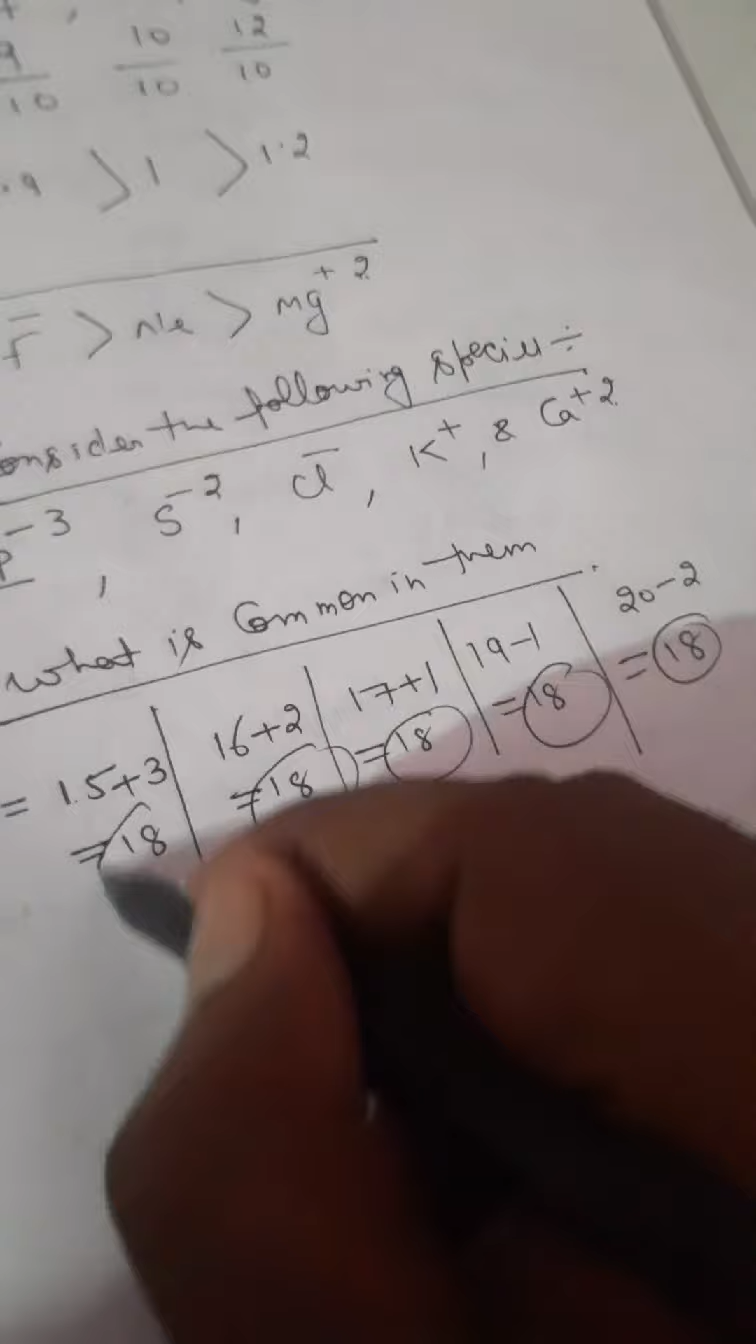 9/10 10/10 12/10
.9 > 1 > 1.2
F⁻ > Ne > Mg⁺²
onsider the following species ÷
P⁻³, S⁻², Cl⁻, K⁺, & Ca⁺²
what is Common in them.
= 15+3 | 16+2 | 17+1 | 19-1 | 20-2
=18 | =18 | =18 | =18 | =18